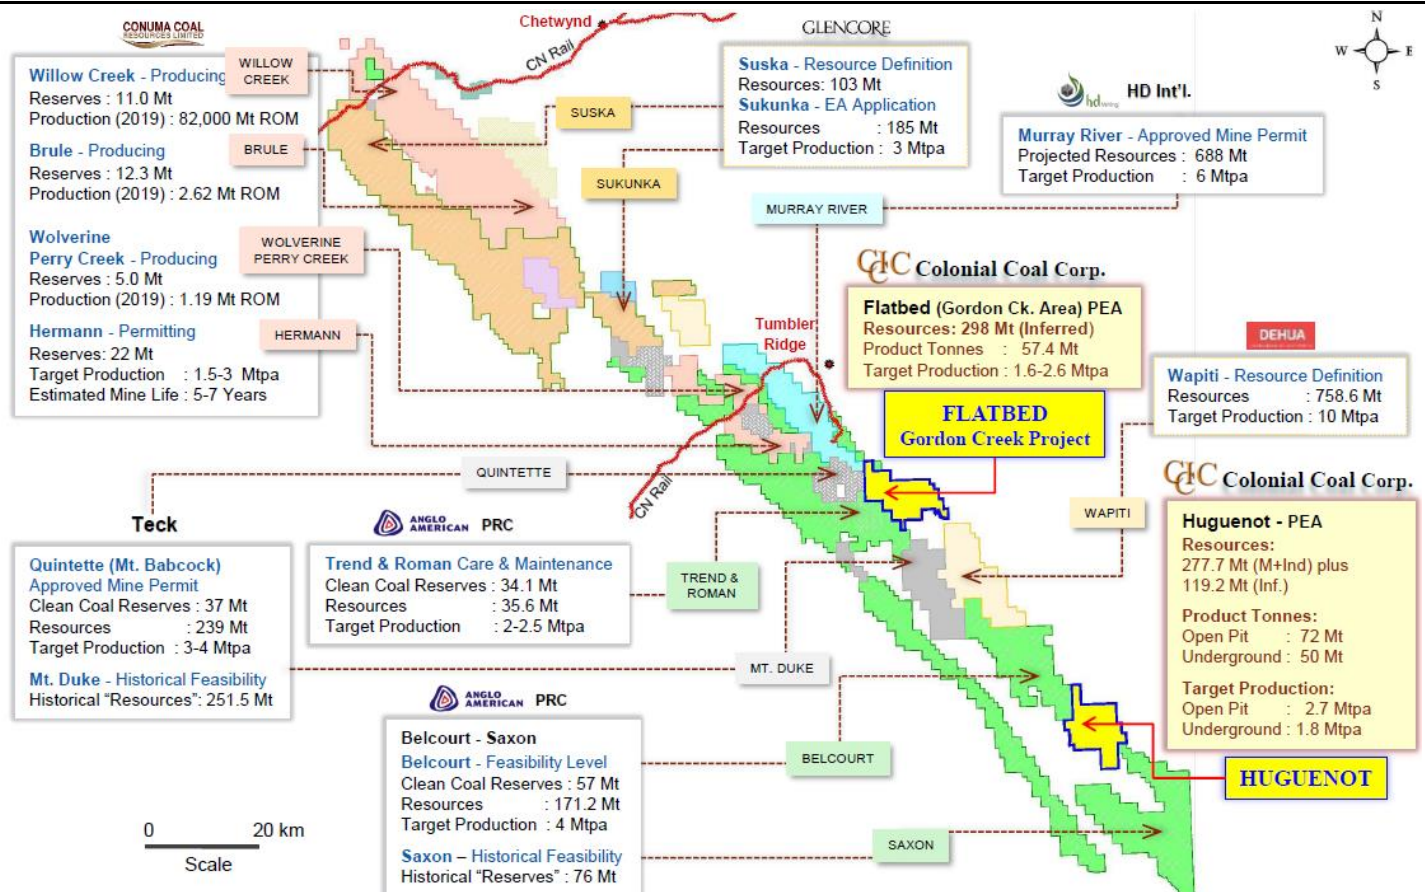 CONUMA COAL
RESOURCES LIMITED
Willow Creek - Producing
Reserves : 11.0 Mt
Production (2019) : 82,000 Mt ROM
Brule - Producing
Reserves : 12.3 Mt
Production (2019) : 2.62 Mt ROM
Wolverine
Perry Creek - Producing
Reserves : 5.0 Mt
Production (2019) : 1.19 Mt ROM
Hermann - Permitting
Reserves: 22 Mt
Target Production : 1.5-3 Mtpa
Estimated Mine Life : 5-7 Years
WILLOW
CREEK
BRULE
WOLVERINE
PERRY CREEK
HERMANN
Chetwynd
CN Rail
SUSKA
SUKUNKA
GLENCORE
Suska - Resource Definition
Resources: 103 Mt
Sukunka - EA Application
Resources : 185 Mt
Target Production : 3 Mtpa
MURRAY RIVER
hd mining
HD Int'l.
Murray River - Approved Mine Permit
Projected Resources : 688 Mt
Target Production : 6 Mtpa
N
W
E
S
CCIC Colonial Coal Corp.
Flatbed (Gordon Ck. Area) PEA
Resources: 298 Mt (Inferred)
Product Tonnes : 57.4 Mt
Target Production : 1.6-2.6 Mtpa
Tumbler
Ridge
FLATBED
Gordon Creek Project
DEHUA
Wapiti - Resource Definition
Resources : 758.6 Mt
Target Production : 10 Mtpa
WAPITI
CCIC Colonial Coal Corp.
Huguenot - PEA
Resources:
277.7 Mt (M+Ind) plus
119.2 Mt (Inf.)
Product Tonnes:
Open Pit : 72 Mt
Underground : 50 Mt
Target Production:
Open Pit : 2.7 Mtpa
Underground : 1.8 Mtpa
HUGUENOT
QUINTETTE
CN Rail
Teck
Quintette (Mt. Babcock)
Approved Mine Permit
Clean Coal Reserves : 37 Mt
Resources : 239 Mt
Target Production : 3-4 Mtpa
Mt. Duke - Historical Feasibility
Historical “Resources”: 251.5 Mt
ANGLO
AMERICAN PRC
Trend & Roman Care & Maintenance
Clean Coal Reserves : 34.1 Mt
Resources : 35.6 Mt
Target Production : 2-2.5 Mtpa
TREND &
ROMAN
MT. DUKE
ANGLO
AMERICAN PRC
Belcourt - Saxon
Belcourt - Feasibility Level
Clean Coal Reserves : 57 Mt
Resources : 171.2 Mt
Target Production : 4 Mtpa
Saxon – Historical Feasibility
Historical “Reserves” : 76 Mt
BELCOURT
SAXON
0 20 km
Scale